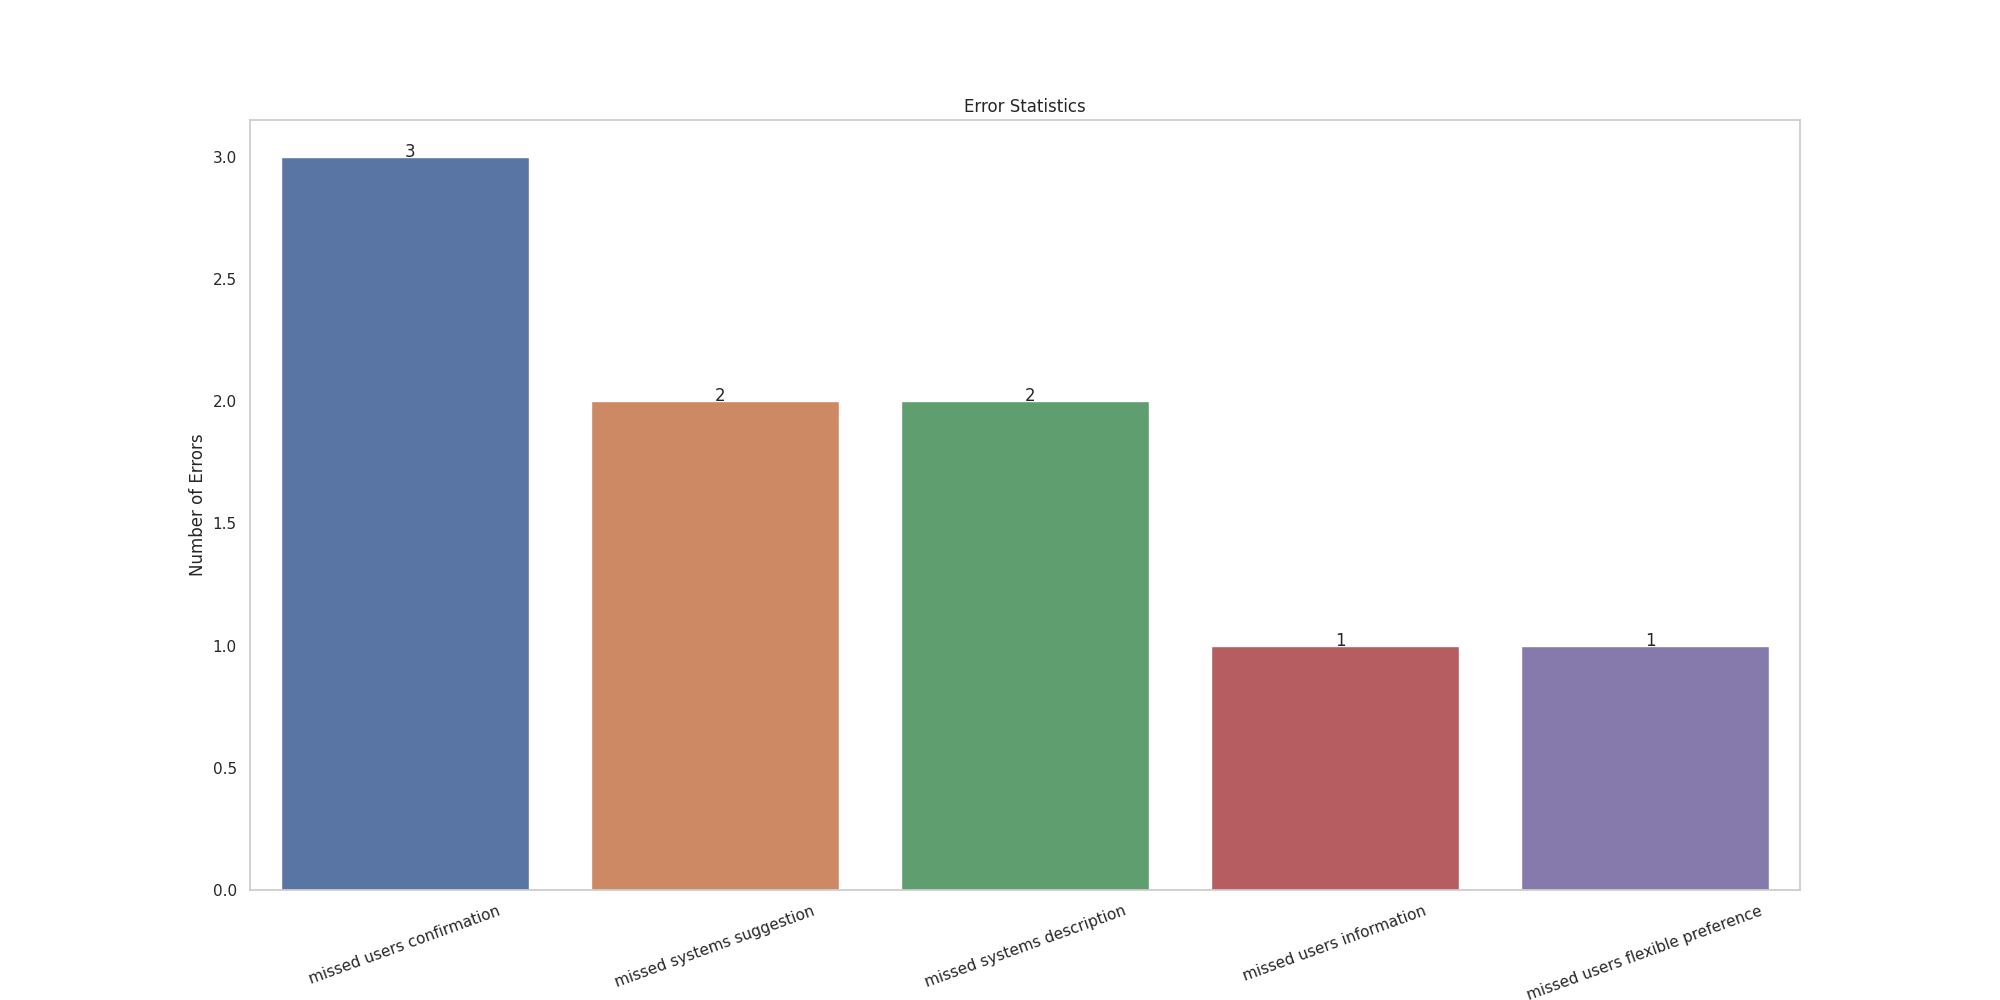 Error Statistics
Number of Errors
3.0
2.5
2.0
1.5
1.0
0.5
0.0
3
2
2
1
1
missed users confirmation
missed systems suggestion
missed systems description
missed users information
missed users flexible preference